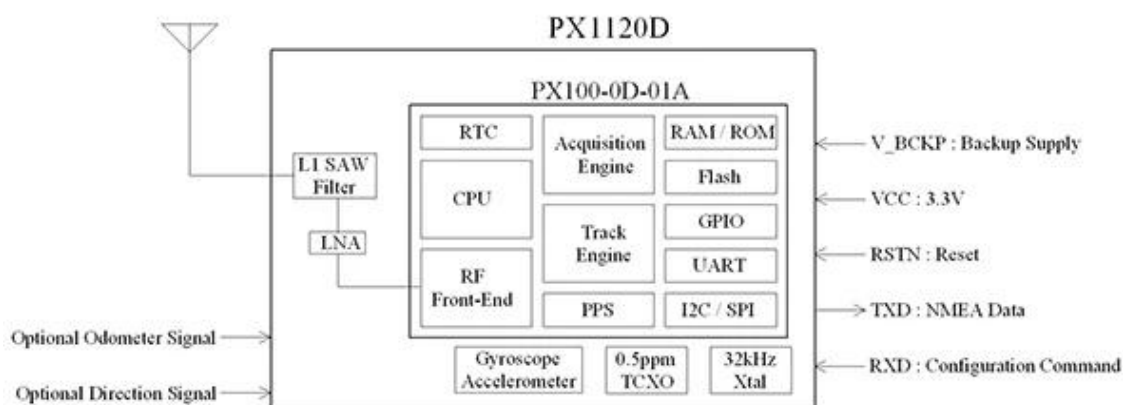 PX1120D
PX100-0D-01A
RTC
Acquisition
Engine
RAM / ROM
V_BCKP : Backup Supply
L1 SAW
Filter
CPU
Flash
VCC : 3.3V
GPIO
LNA
Track
Engine
RSTN : Reset
RF
Front-End
UART
PPS
I2C / SPI
TXD : NMEA Data
Optional Odometer Signal
Gyroscope
Accelerometer
0.5ppm
TCXO
32kHz
Xtal
RXD : Configuration Command
Optional Direction Signal